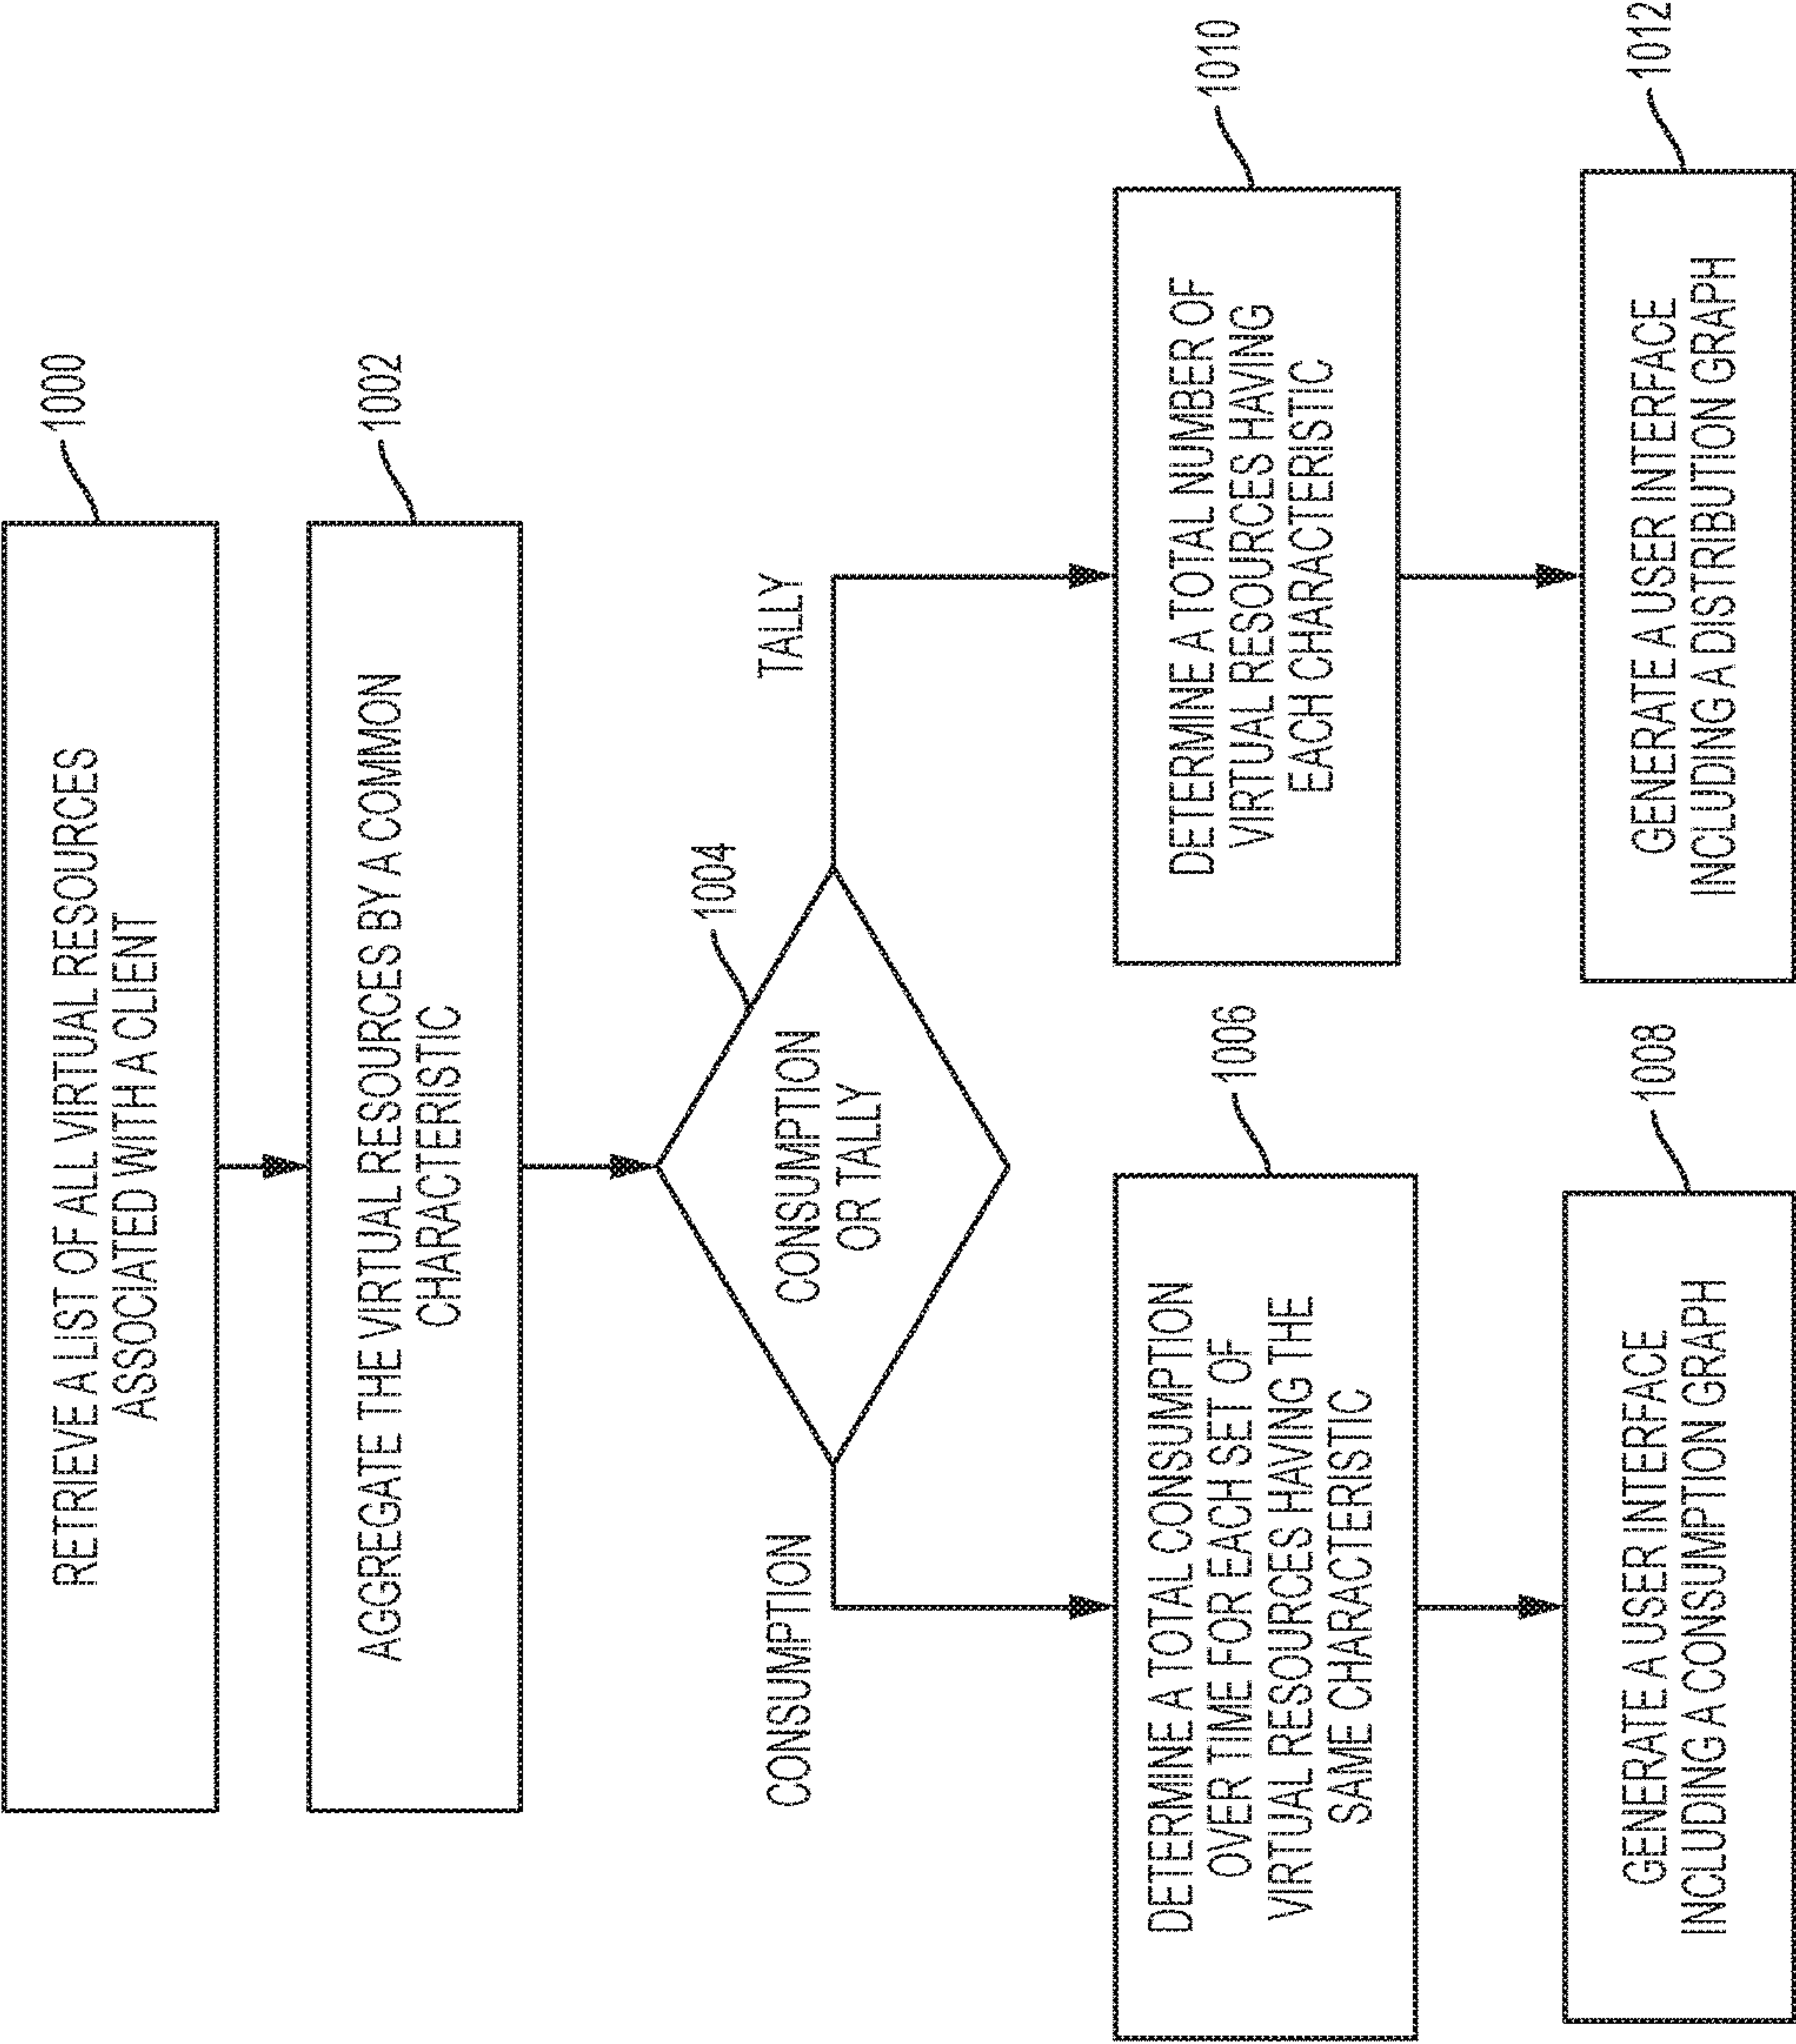 1000
RETRIEVE A LIST OF ALL VIRTUAL RESOURCES
ASSOCIATED WITH A CLIENT
1002
AGGREGATE THE VIRTUAL RESOURCES BY A COMMON
CHARACTERISTIC
1004
CONSUMPTION
OR TALLY
CONSUMPTION
TALLY
1006
DETERMINE A TOTAL CONSUMPTION
OVER TIME FOR EACH SET OF
VIRTUAL RESOURCES HAVING THE
SAME CHARACTERISTIC
1010
DETERMINE A TOTAL NUMBER OF
VIRTUAL RESOURCES HAVING
EACH CHARACTERISTIC
1008
GENERATE A USER INTERFACE
INCLUDING A CONSUMPTION GRAPH
1012
GENERATE A USER INTERFACE
INCLUDING A DISTRIBUTION GRAPH